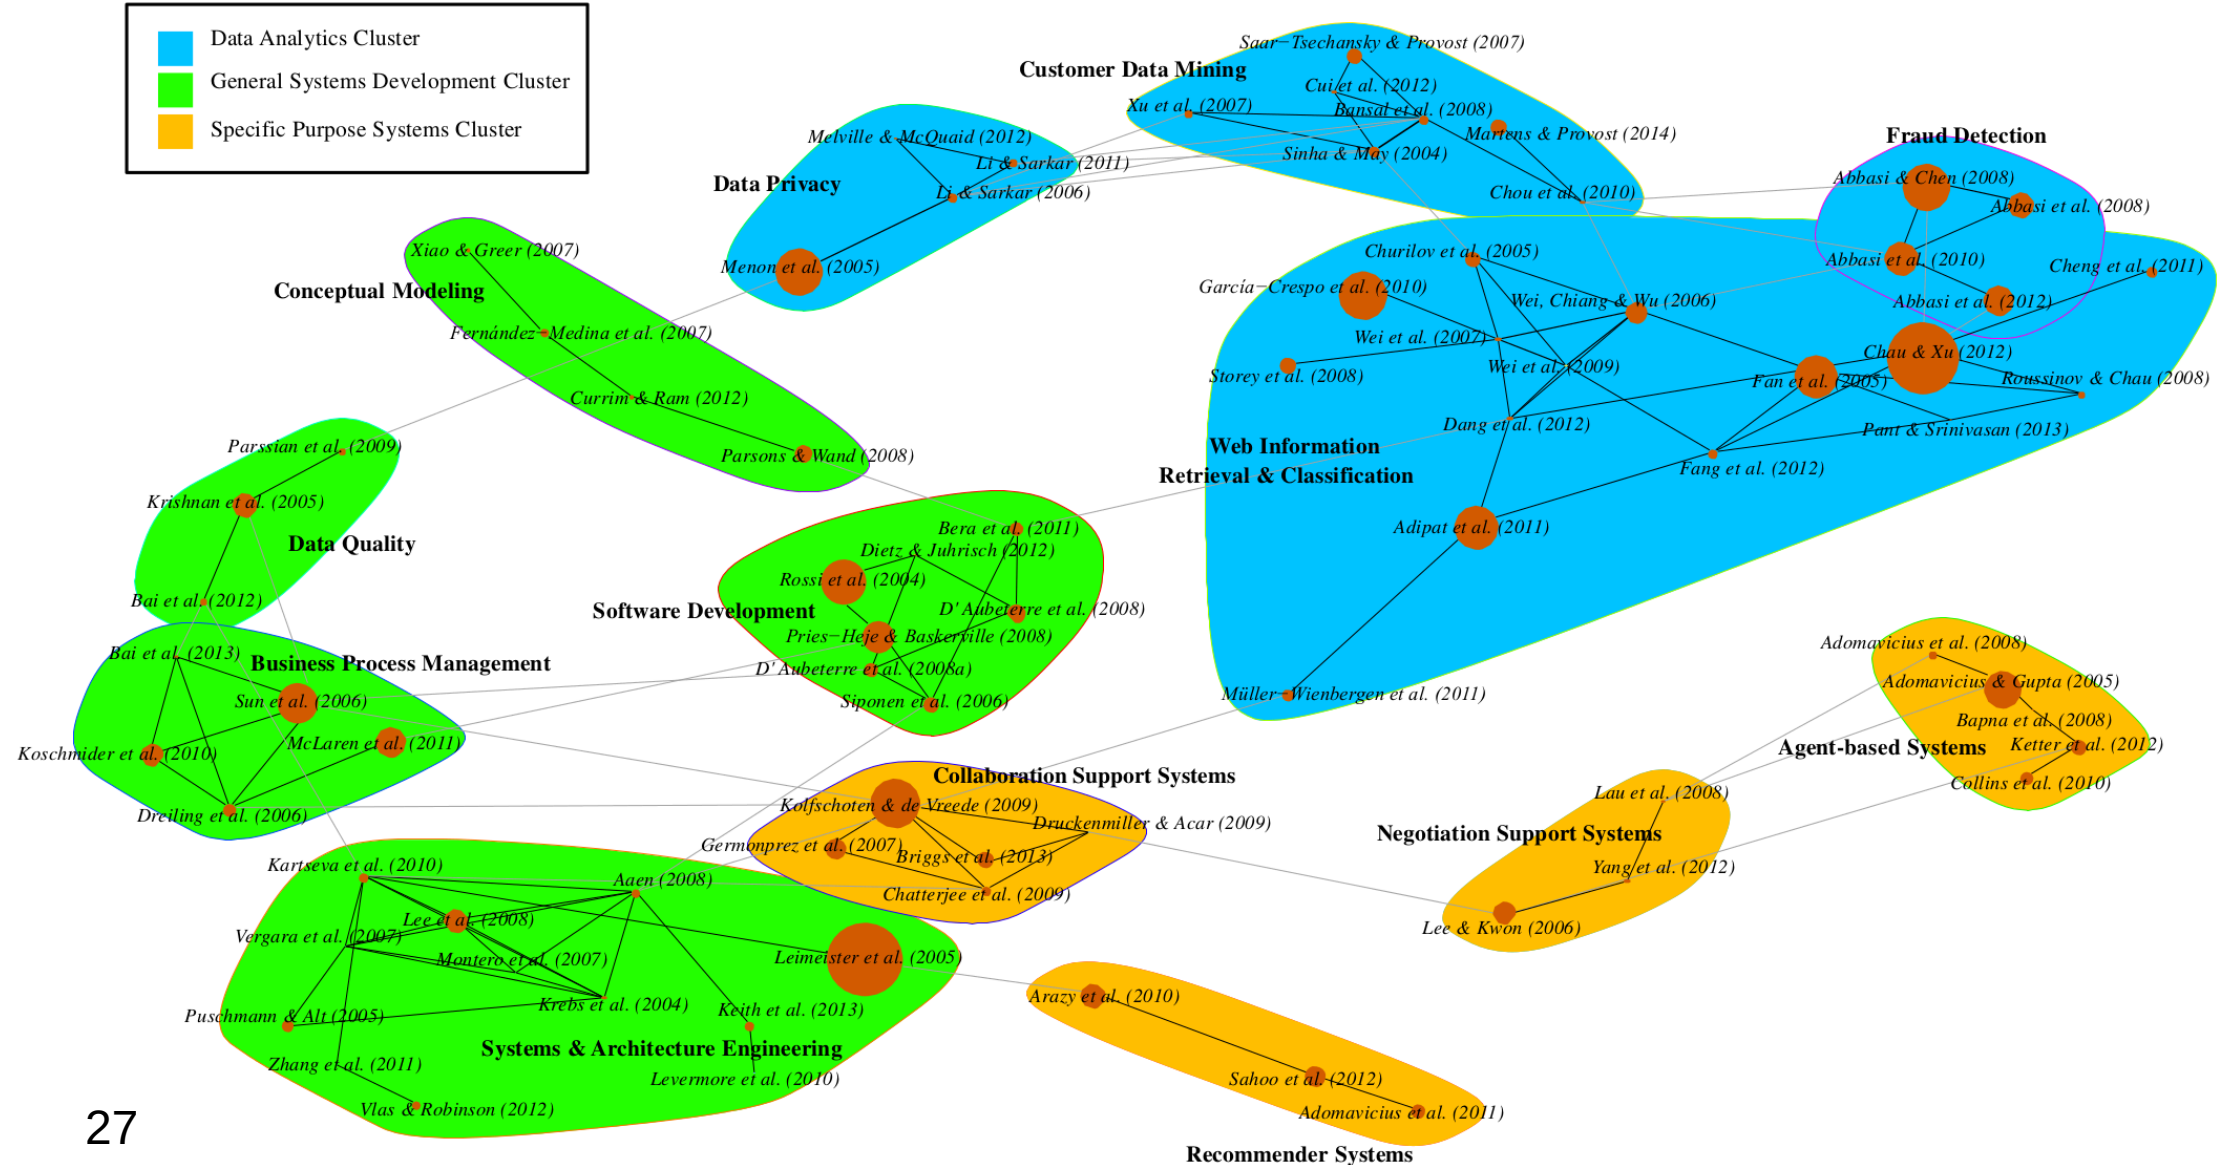 Data Analytics Cluster
General Systems Development Cluster
Specific Purpose Systems Cluster
Saar−Tsechansky & Provost (2007)
Customer Data Mining
Cui et al. (2012)
Xu et al. (2007)
Bansal et al. (2008)
Martens & Provost (2014)
Sinha & May (2004)
Chou et al. (2010)
Melville & McQuaid (2012)
Li & Sarkar (2011)
Data Privacy
Li & Sarkar (2006)
Menon et al. (2005)
Fraud Detection
Abbasi & Chen (2008)
Abbasi et al. (2008)
Abbasi et al. (2010)
Abbasi et al. (2012)
Xiao & Greer (2007)
Conceptual Modeling
Fernández−Medina et al. (2007)
Currim & Ram (2012)
Parsons & Wand (2008)
Churilov et al. (2005)
Cheng et al. (2011)
García−Crespo et al. (2010)
Wei, Chiang & Wu (2006)
Wei et al. (2007)
Chau & Xu (2012)
Wei et al. (2009)
Storey et al. (2008)
Fan et al. (2005)
Roussinov & Chau (2008)
Dang et al. (2012)
Pant & Srinivasan (2013)
Web Information
Retrieval & Classification
Fang et al. (2012)
Adipat et al. (2011)
Müller−Wienbergen et al. (2011)
Parssian et al. (2009)
Krishnan et al. (2005)
Data Quality
Bai et al. (2012)
Bera et al. (2011)
Dietz & Juhrisch (2012)
Rossi et al. (2004)
Software Development
D'Aubeterre et al. (2008)
Pries−Heje & Baskerville (2008)
D'Aubeterre et al. (2008a)
Siponen et al. (2006)
Bai et al. (2013)
Business Process Management
Sun et al. (2006)
McLaren et al. (2011)
Koschmider et al. (2010)
Dreiling et al. (2006)
Adomavicius et al. (2008)
Adomavicius & Gupta (2005)
Bapna et al. (2008)
Agent-based Systems
Ketter et al. (2012)
Collins et al. (2010)
Collaboration Support Systems
Kolfschoten & de Vreede (2009)
Druckenmiller & Acar (2009)
Germonprez et al. (2007)
Briggs et al. (2013)
Chatterjee et al. (2009)
Lau et al. (2008)
Negotiation Support Systems
Yang et al. (2012)
Lee & Kwon (2006)
Kartseva et al. (2010)
Aaen (2008)
Lee et al. (2008)
Vergara et al. (2007)
Montero et al. (2007)
Leimeister et al. (2005)
Krebs et al. (2004)
Keith et al. (2013)
Puschmann & Alt (2005)
Systems & Architecture Engineering
Zhang et al. (2011)
Levermore et al. (2010)
Vlas & Robinson (2012)
Arazy et al. (2010)
Sahoo et al. (2012)
Adomavicius et al. (2011)
Recommender Systems
27